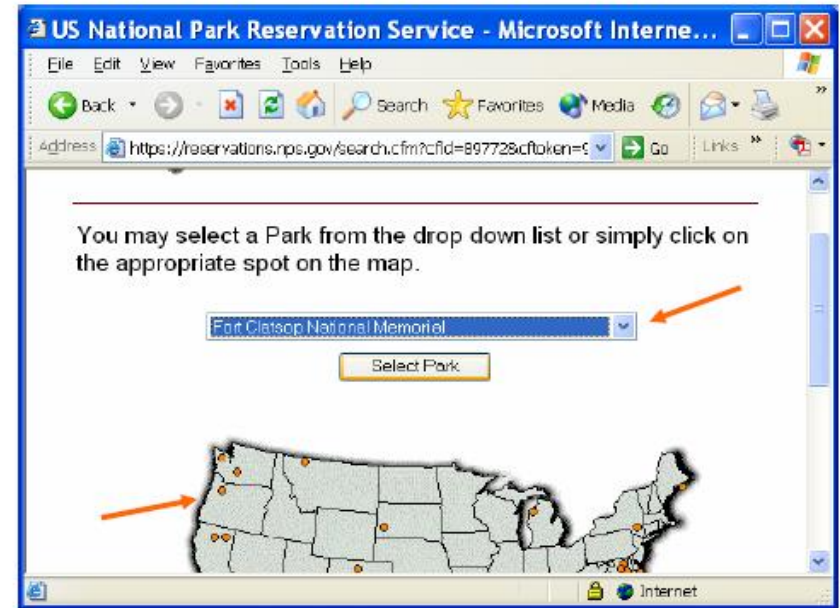 US National Park Reservation Service - Microsoft Interne...
File Edit View Favorites Tools Help
Back Search Favorites Media »
Address https://reservations.nps.gov/search.cfm?cfid=89772&cftoken=9 Go Links »
You may select a Park from the drop down list or simply click on
the appropriate spot on the map.
Fort Clatsop National Memorial
Select Park
Internet